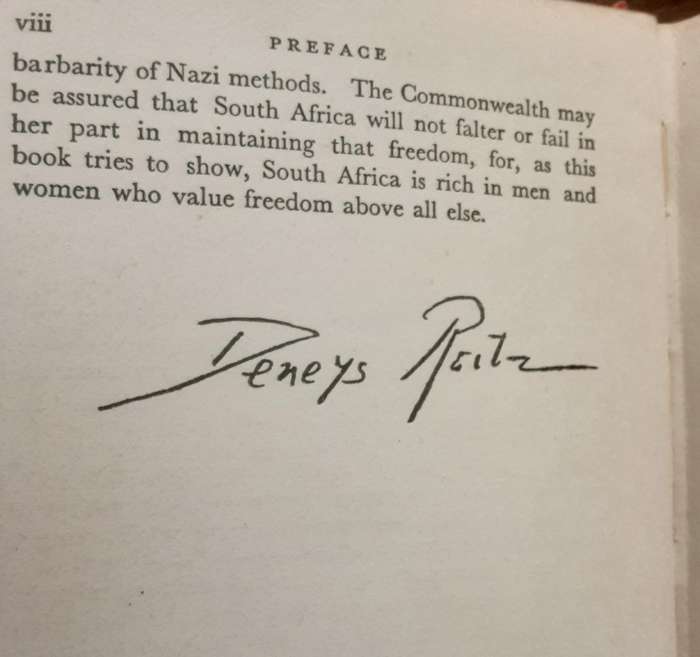 viii
PREFACE
barbarity of Nazi methods. The Commonwealth may
be assured that South Africa will not falter or fail in
her part in maintaining that freedom, for, as this
book tries to show, South Africa is rich in men and
women who value freedom above all else.
Deneys Reitz